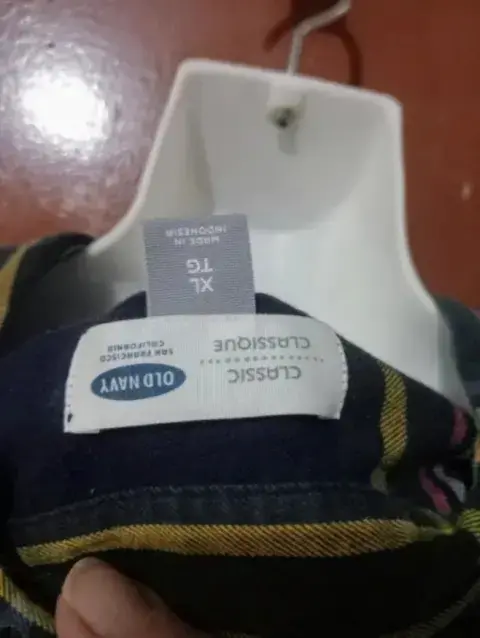 CLASSIC
CLASSIQUE
OLD NAVY
SAN FRANCISCO
CALIFORNIA
XL
TG
MADE IN
INDONESIA